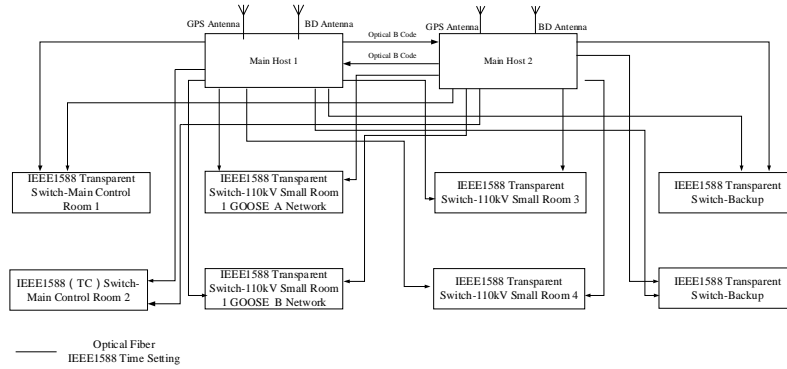 GPS Antenna
BD Antenna
GPS Antenna
BD Antenna
Optical B Code
Optical B Code
Main Host 1
Main Host 2
IEEE1588 Transparent
Switch-Main Control
Room 1
IEEE1588 Transparent
Switch-110kV Small Room
1 GOOSE A Network
IEEE1588 Transparent
Switch-110kV Small Room 3
IEEE1588 Transparent
Switch-Backup
IEEE1588（TC）Switch-
Main Control Room 2
IEEE1588 Transparent
Switch-110kV Small Room
1 GOOSE B Network
IEEE1588 Transparent
Switch-110kV Small Room 4
IEEE1588 Transparent
Switch-Backup
Optical Fiber
IEEE1588 Time Setting